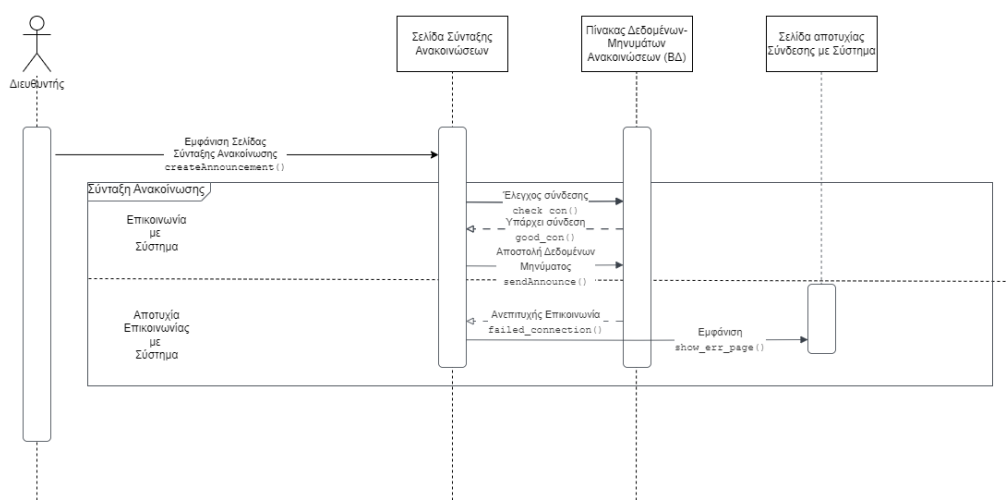 Σελίδα Σύνταξης
Ανακοινώσεων
Πίνακας Δεδομένων-
Μηνυμάτων
Ανακοινώσεων (ΒΔ)
Σελίδα αποτυχίας
Σύνδεσης με Σύστημα
Διευθυντής
Εμφάνιση Σελίδας
Σύνταξης Ανακοίνωσης
createAnnouncement()
Σύνταξη Ανακοίνωσης
Επικοινωνία
με
Σύστημα
Έλεγχος σύνδεσης
check_con()
Υπάρχει σύνδεση
good_con()
Αποστολή Δεδομένων
Μηνύματος
sendAnnounce()
Αποτυχία
Επικοινωνίας
με
Σύστημα
Ανεπιτυχής Επικοινωνία
failed_connection()
Εμφάνιση
show_err_page()